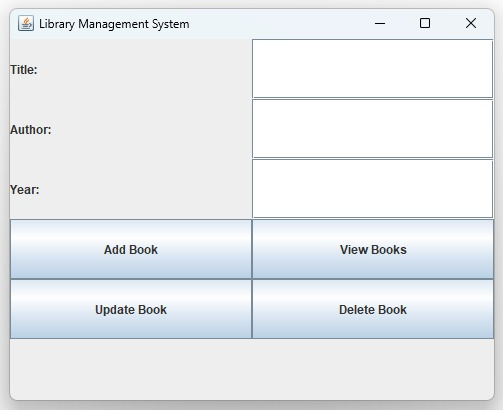 Library Management System
Title:
Author:
Year:
Add Book
View Books
Update Book
Delete Book